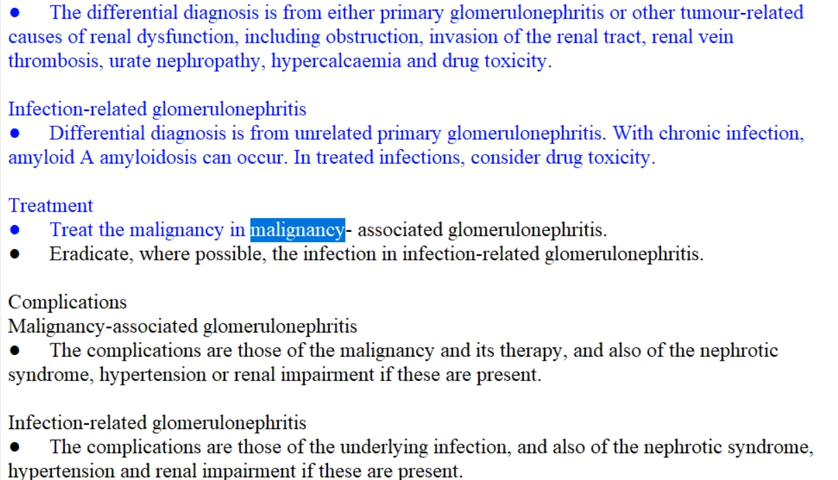 ● The differential diagnosis is from either primary glomerulonephritis or other tumour-related
causes of renal dysfunction, including obstruction, invasion of the renal tract, renal vein
thrombosis, urate nephropathy, hypercalcaemia and drug toxicity.
Infection-related glomerulonephritis
● Differential diagnosis is from unrelated primary glomerulonephritis. With chronic infection,
amyloid A amyloidosis can occur. In treated infections, consider drug toxicity.
Treatment
● Treat the malignancy in malignancy- associated glomerulonephritis.
● Eradicate, where possible, the infection in infection-related glomerulonephritis.
Complications
Malignancy-associated glomerulonephritis
● The complications are those of the malignancy and its therapy, and also of the nephrotic
syndrome, hypertension or renal impairment if these are present.
Infection-related glomerulonephritis
● The complications are those of the underlying infection, and also of the nephrotic syndrome,
hypertension and renal impairment if these are present.